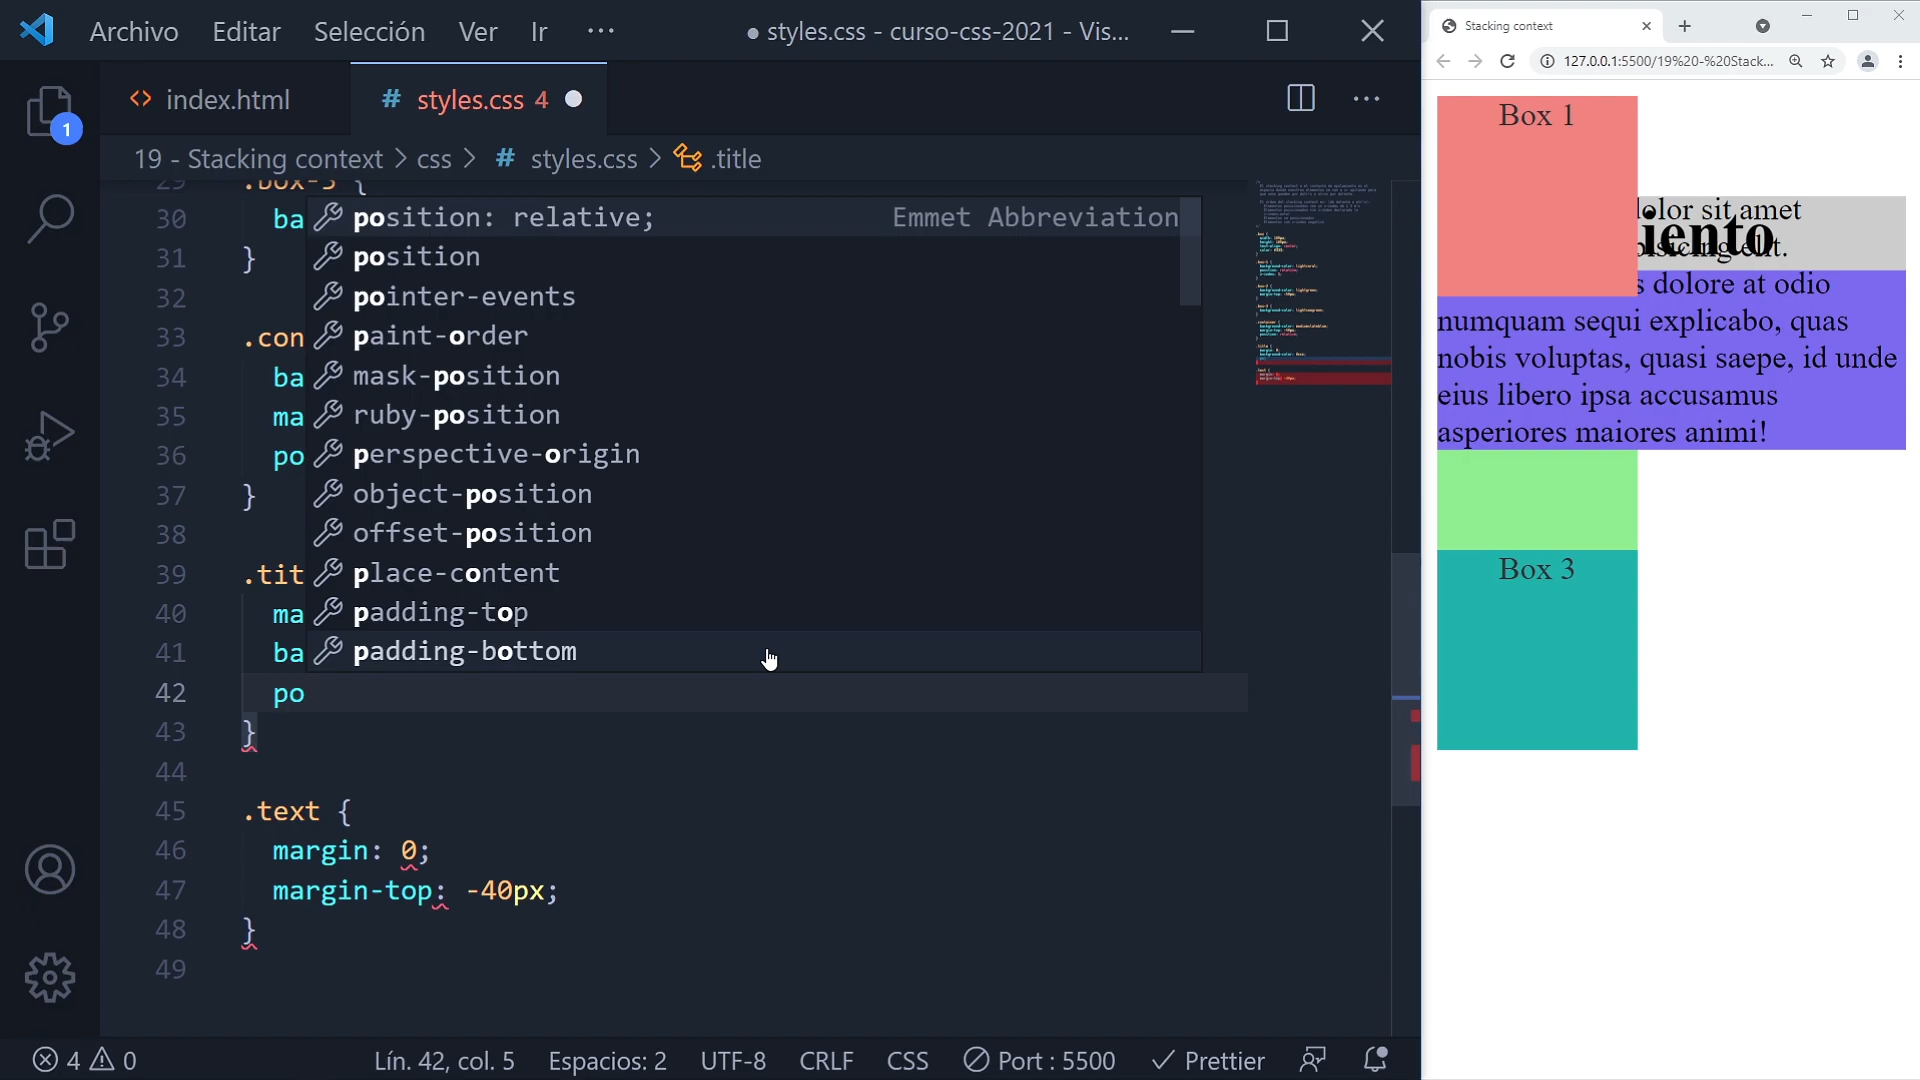 Archivo Editar Selección Ver Ir ···
● styles.css - curso-css-2021 - Vis...
index.html
# styles.css 4
19 - Stacking context > css > # styles.css > .title
29 .box-3 {
30 ba
31 }
32
33 .con
34 ba
35 ma
36 po
37 }
38
39 .tit
40 ma
41 ba
42 po
43 }
44
45 .text {
46 margin: 0;
47 margin-top: -40px;
48 }
49
position: relative; Emmet Abbreviation
position
pointer-events
paint-order
mask-position
ruby-position
perspective-origin
object-position
offset-position
place-content
padding-top
padding-bottom
1
4 0
Lín. 42, col. 5 Espacios: 2 UTF-8 CRLF CSS Port : 5500 Prettier
Stacking context
127.0.0.1:5500/19%20-%20Stack...
Box 1
dolor sit amet
iento
elit.
s dolore at odio
numquam sequi explicabo, quas
nobis voluptas, quasi saepe, id unde
eius libero ipsa accusamus
asperiores maiores animi!
Box 3